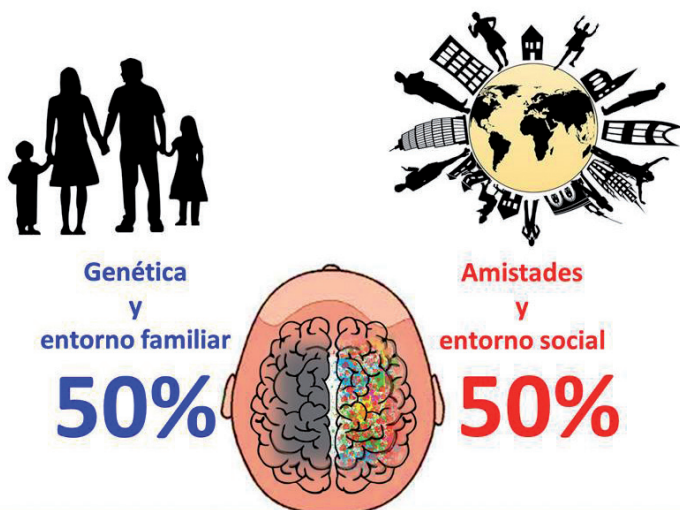 Genética
y
entorno familiar
50%
Amistades
y
entorno social
50%